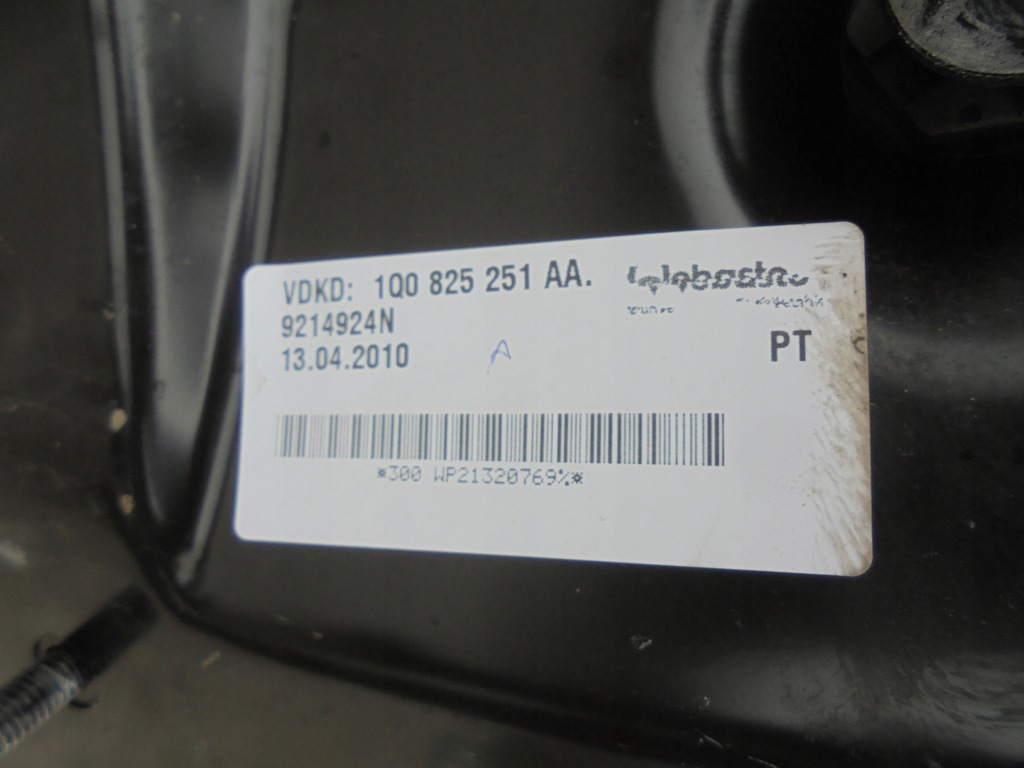 VDKD: 1Q0 825 251 AA.
9214924N
13.04.2010
A
PT
*300 WP21320769%*